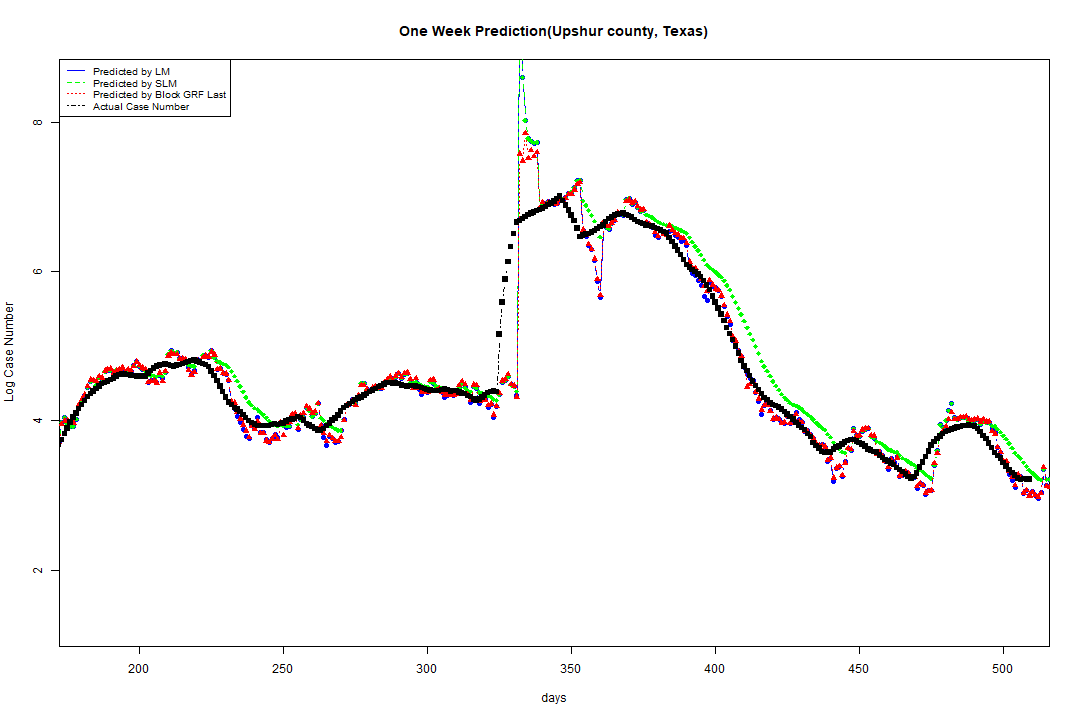 One Week Prediction(Upshur county, Texas)
Predicted by LM
Predicted by SLM
Predicted by Block GRF Last
Actual Case Number
8
6
4
2
Log Case Number
200 250 300 350 400 450 500
days